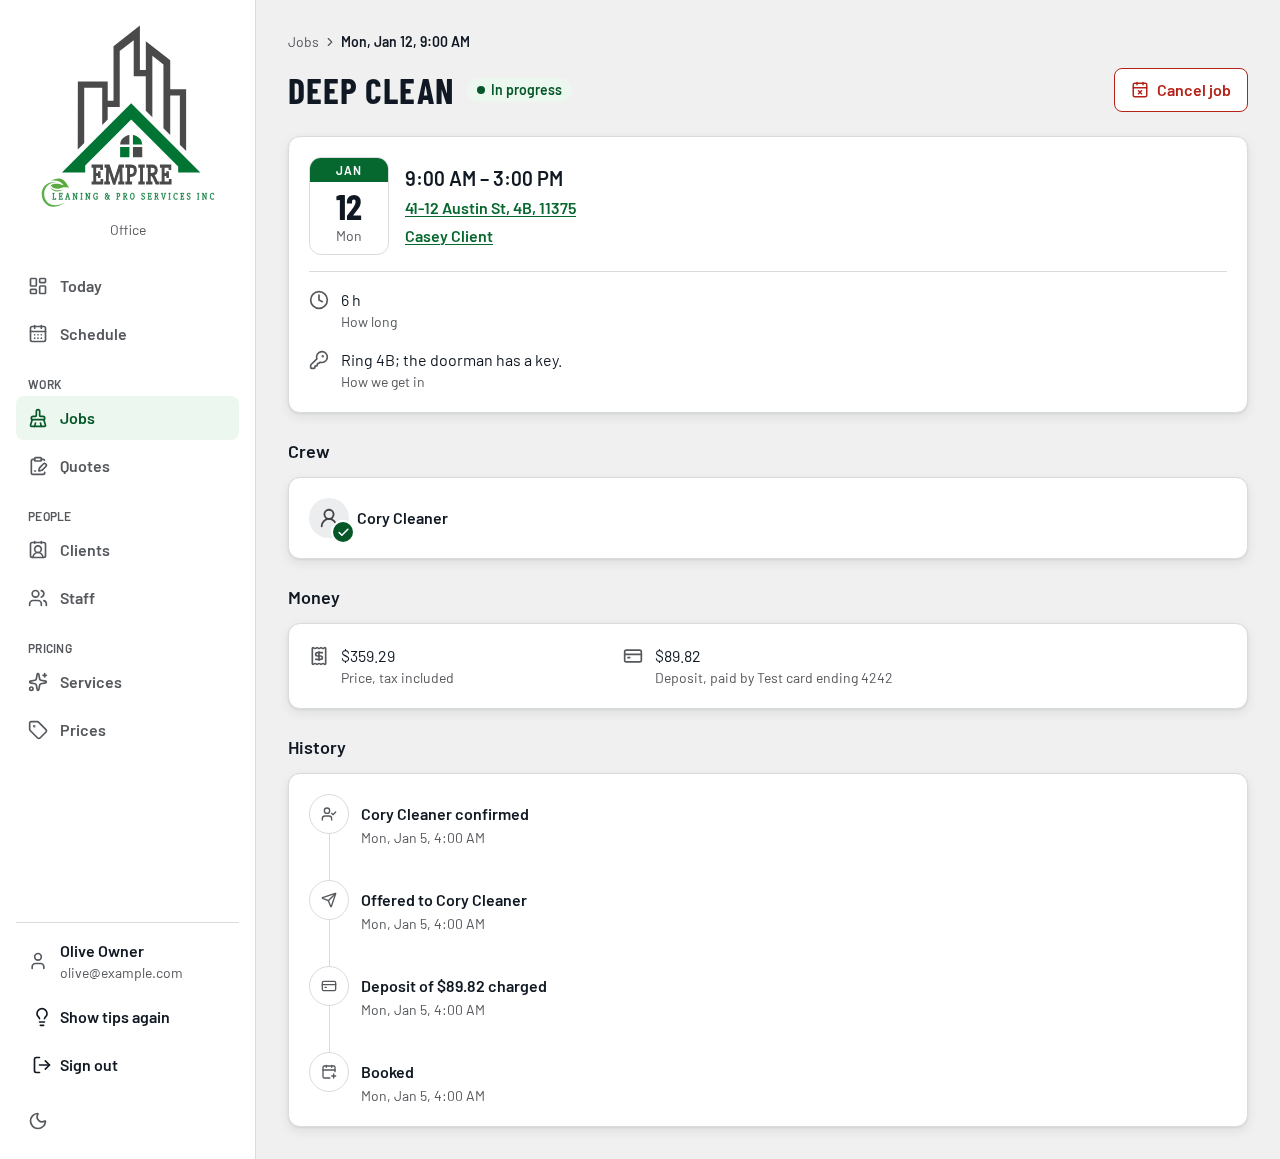 EMPIRE
LEANING & PRO SERVICES INC
Office
Today
Schedule
WORK
Jobs
Quotes
PEOPLE
Clients
Staff
PRICING
Services
Prices
Olive Owner
olive@example.com
Show tips again
Sign out
Jobs > Mon, Jan 12, 9:00 AM
DEEP CLEAN
In progress
Cancel job
JAN
12
Mon
9:00 AM – 3:00 PM
41-12 Austin St, 4B, 11375
Casey Client
6 h
How long
Ring 4B; the doorman has a key.
How we get in
Crew
Cory Cleaner
Money
$359.29
Price, tax included
$89.82
Deposit, paid by Test card ending 4242
History
Cory Cleaner confirmed
Mon, Jan 5, 4:00 AM
Offered to Cory Cleaner
Mon, Jan 5, 4:00 AM
Deposit of $89.82 charged
Mon, Jan 5, 4:00 AM
Booked
Mon, Jan 5, 4:00 AM